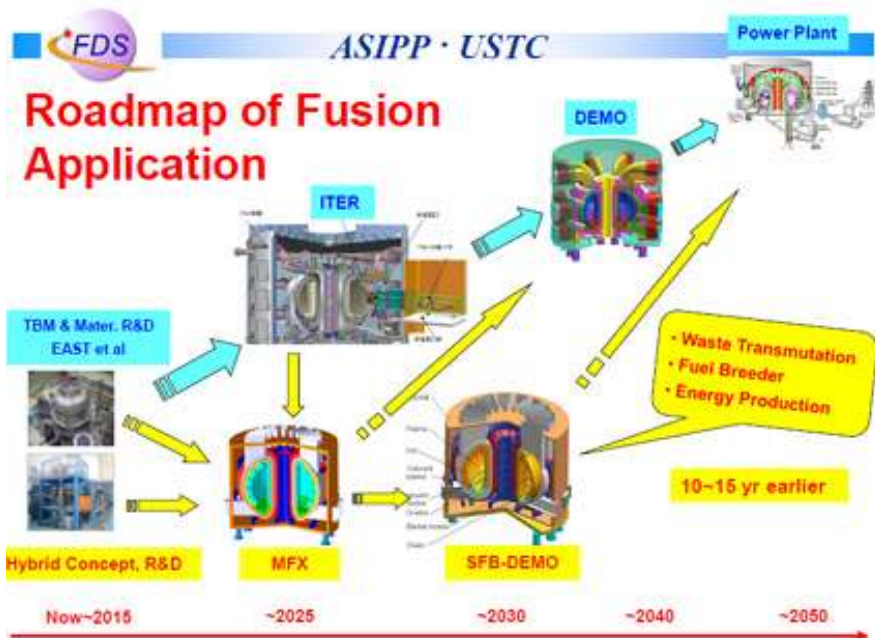 FDS
ASIPP · USTC
Power Plant
Roadmap of Fusion
Application
DEMO
ITER
TBM & Mater. R&D
EAST et al
• Waste Transmutation
• Fuel Breeder
• Energy Production
10~15 yr earlier
Hybrid Concept, R&D
MFX
SFB-DEMO
Now~2015
~2025
~2030
~2040
~2050